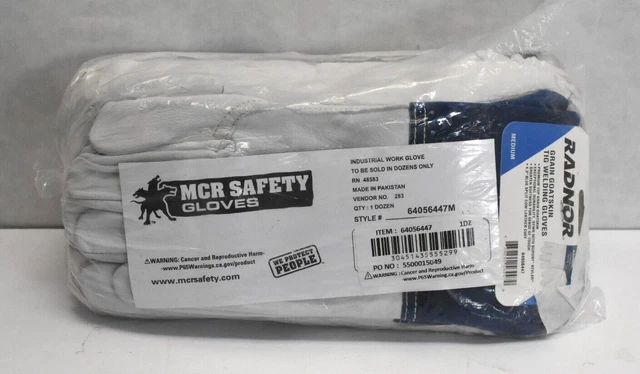 MCR SAFETY
GLOVES
INDUSTRIAL WORK GLOVE
TO BE SOLD IN DOZENS ONLY
RN 48583
MADE IN PAKISTAN
VENDOR NO. 283
QTY : 1 DOZEN
STYLE # 64056447M
ITEM : 64056447 1DZ
30451435555299
PO NO : 5500015049
⚠WARNING: Cancer and Reproductive Harm-
www.P65Warnings.ca.gov/product
⚠WARNING: Cancer and Reproductive Harm-
www.P65Warnings.ca.gov/product
www.mcrsafety.com
WE PROTECT
PEOPLE
MEDIUM
RADNOR
GRAIN GOATSKIN
TIG WELDING GLOVES